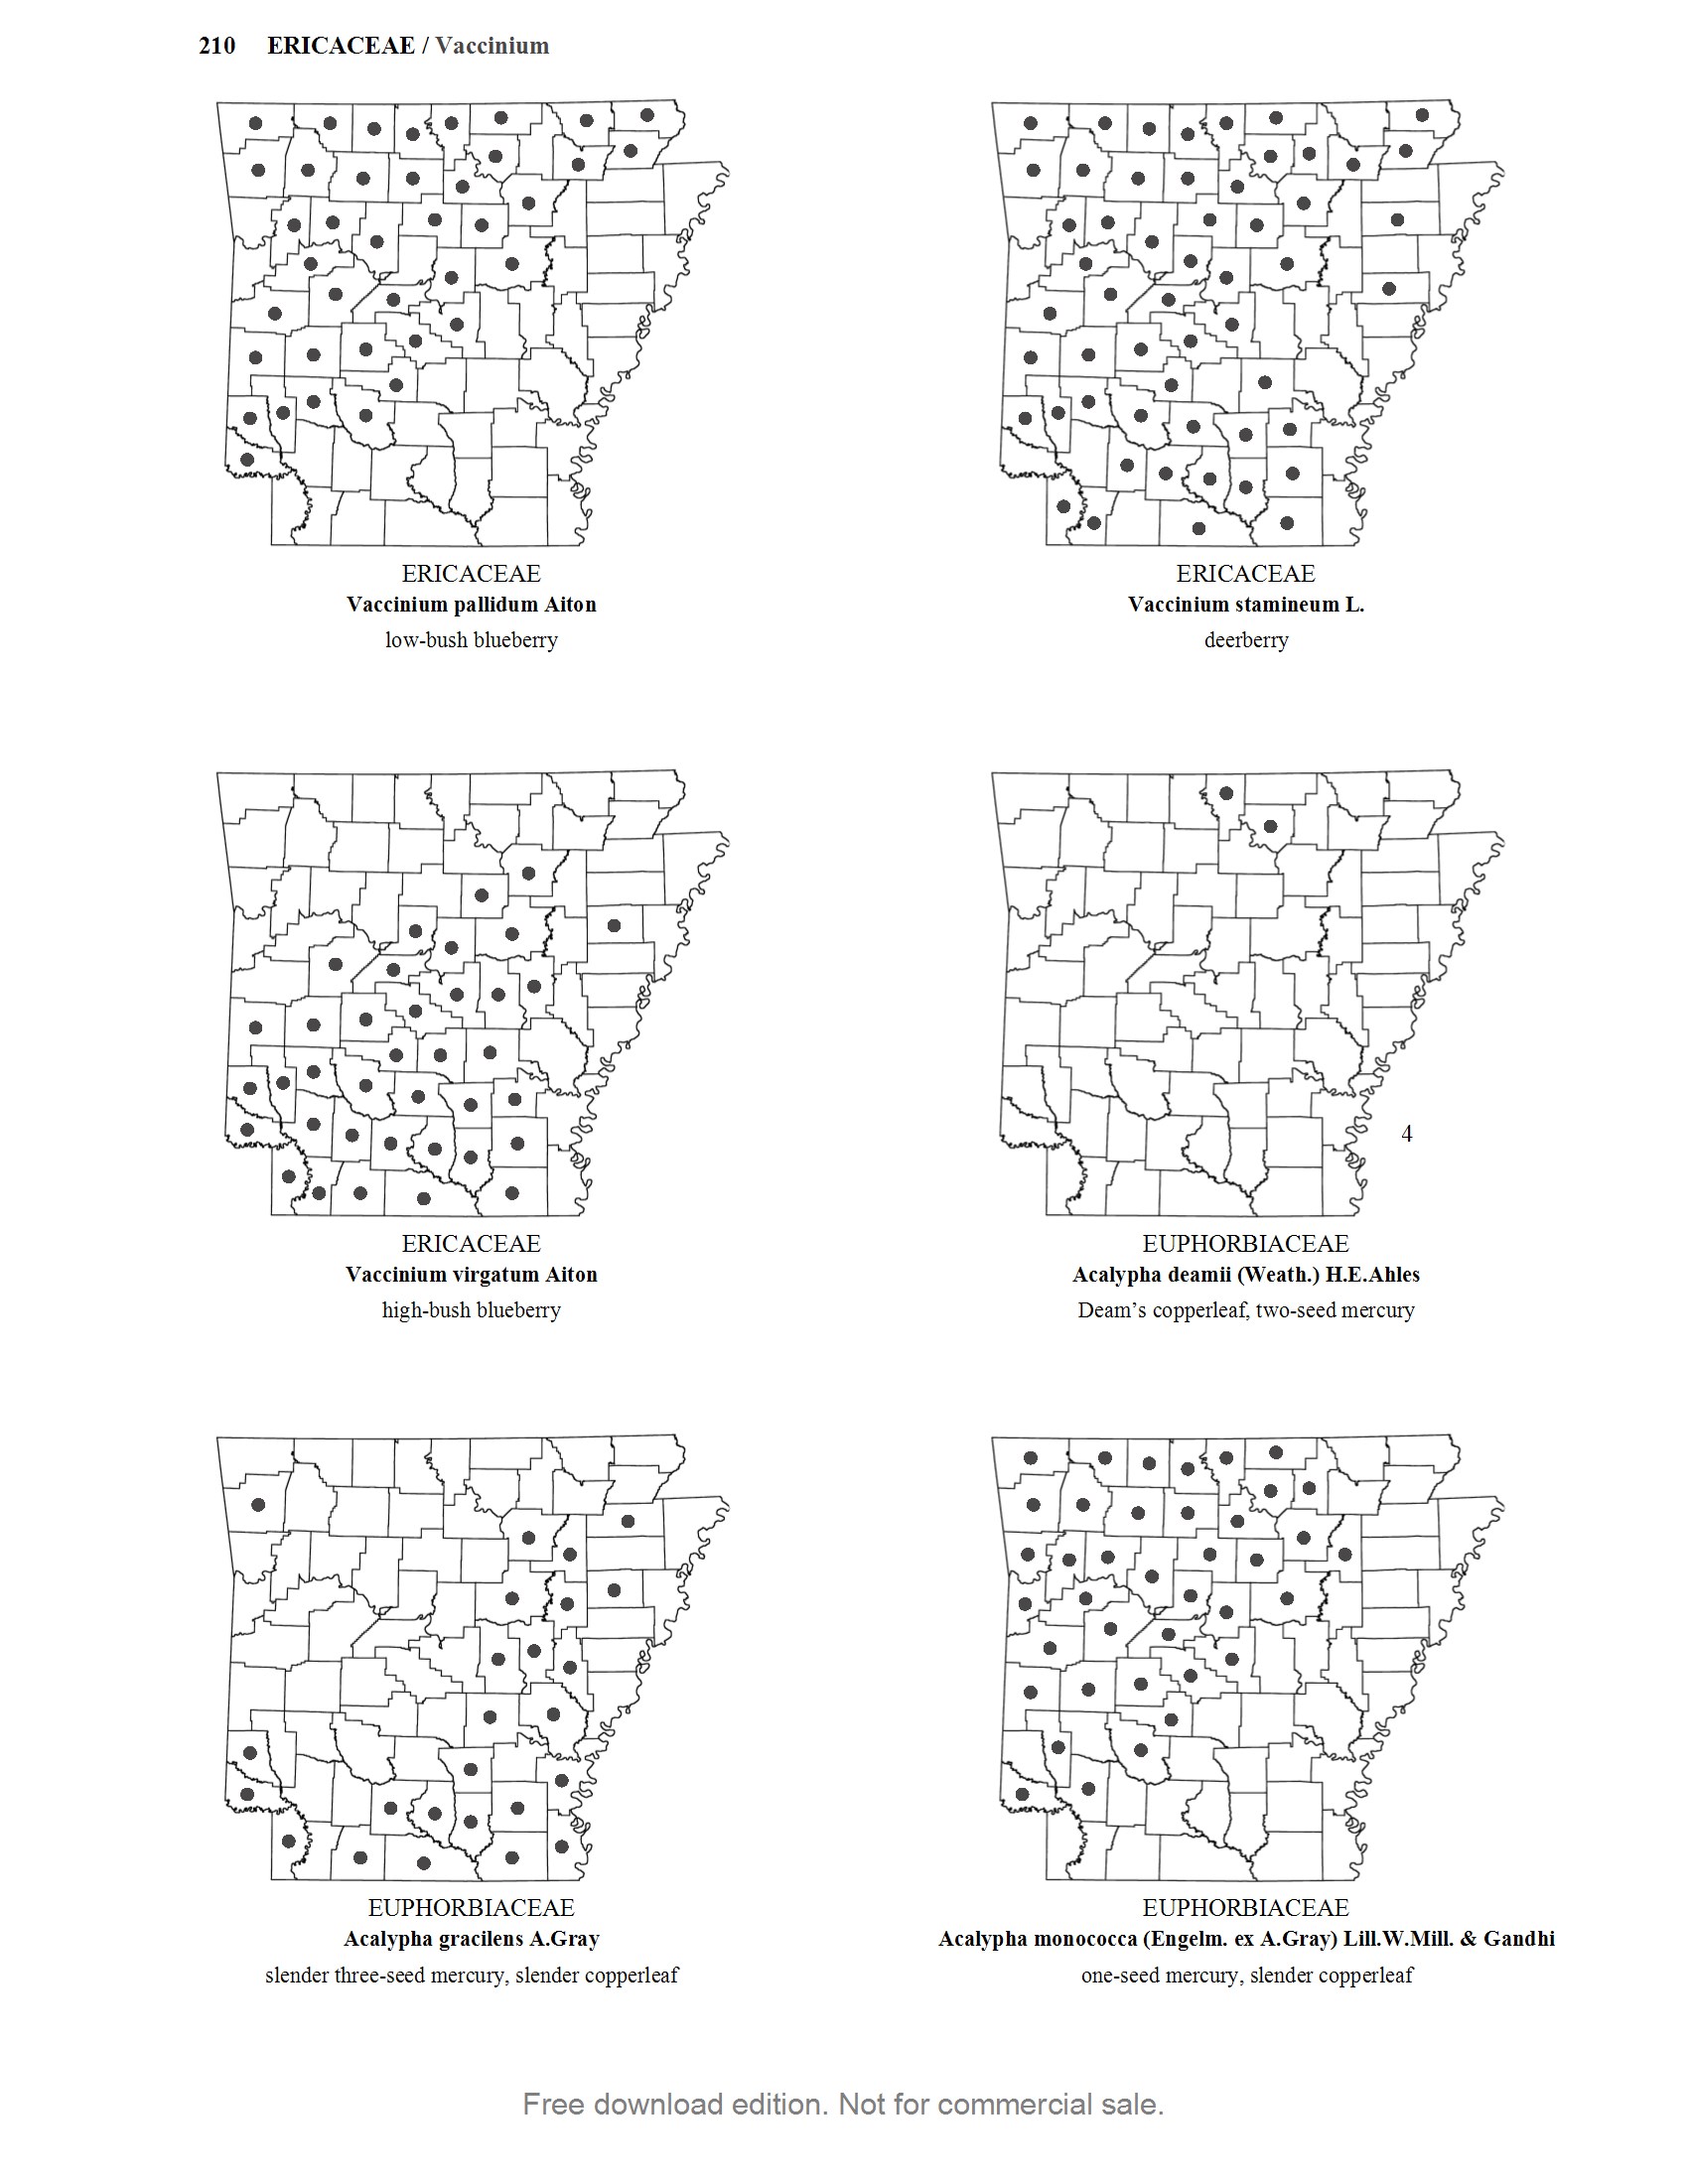 210 ERICACEAE / Vaccinium
ERICACEAE
Vaccinium pallidum Aiton
low-bush blueberry
ERICACEAE
Vaccinium stamineum L.
deerberry
ERICACEAE
Vaccinium virgatum Aiton
high-bush blueberry
4
EUPHORBIACEAE
Acalypha deamii (Weath.) H.E.Ahles
Deam’s copperleaf, two-seed mercury
EUPHORBIACEAE
Acalypha gracilens A.Gray
slender three-seed mercury, slender copperleaf
EUPHORBIACEAE
Acalypha monococca (Engelm. ex A.Gray) Lill.W.Mill. & Gandhi
one-seed mercury, slender copperleaf
Free download edition. Not for commercial sale.